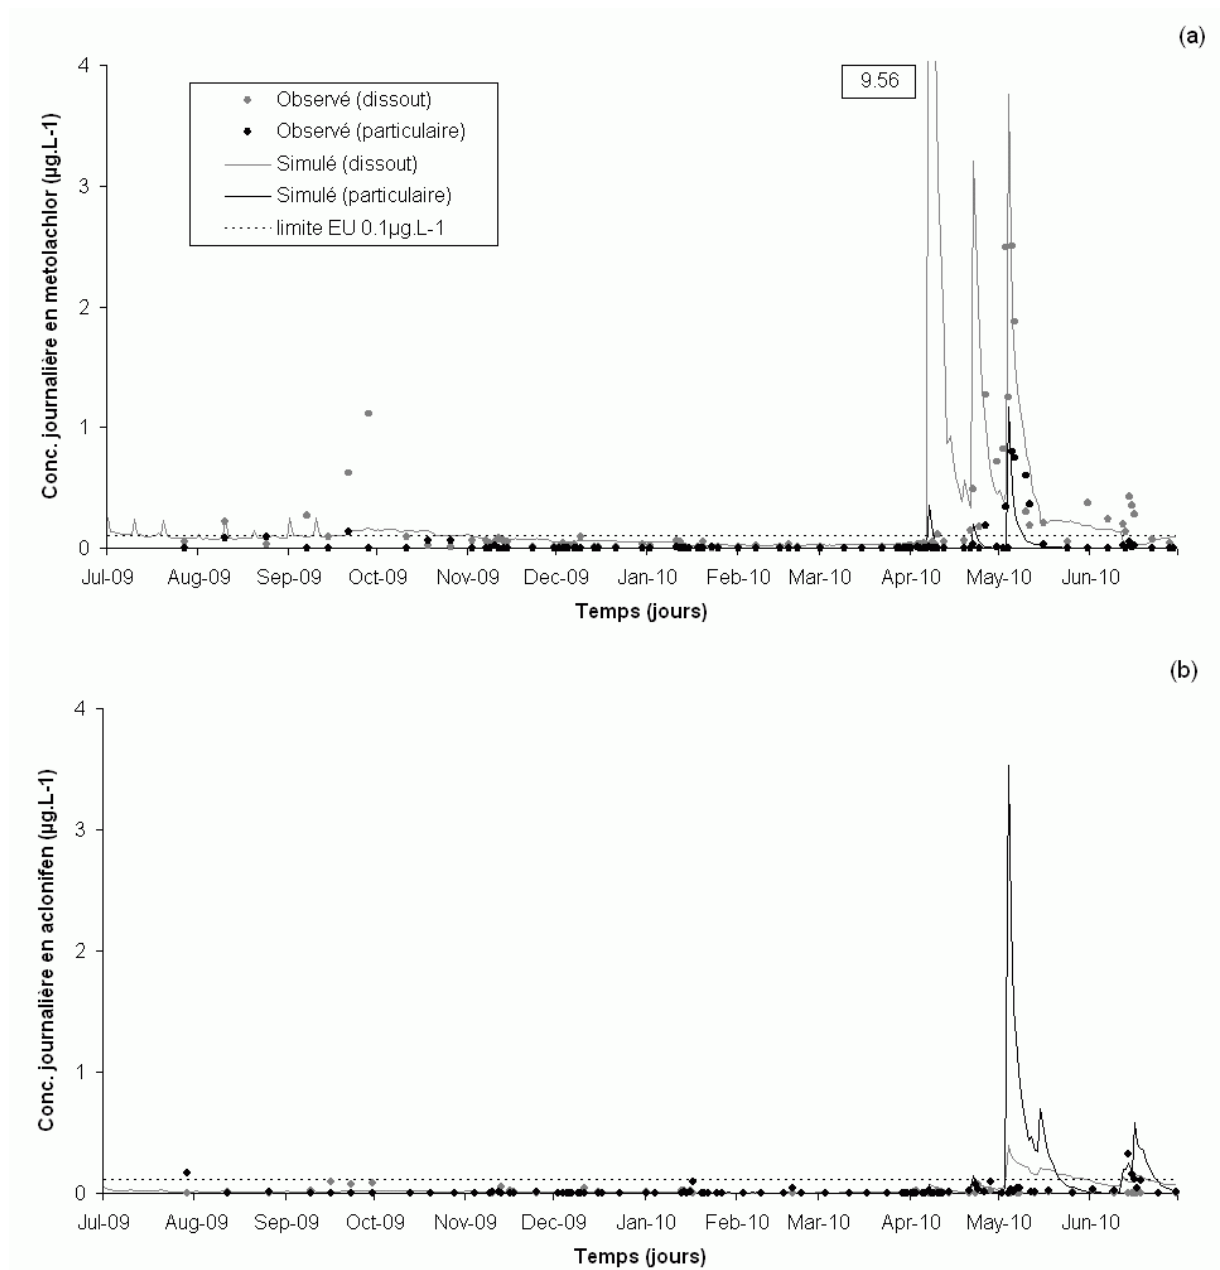 (a)
Conc. journalière en metolachlor (µg.L-1)
4
3
2
1
0
9.56
Observé (dissout)
Observé (particulaire)
Simulé (dissout)
Simulé (particulaire)
limite EU 0.1µg.L-1
Jul-09 Aug-09 Sep-09 Oct-09 Nov-09 Dec-09 Jan-10 Feb-10 Mar-10 Apr-10 May-10 Jun-10
Temps (jours)
(b)
Conc. journalière en aclonifen (µg.L-1)
4
3
2
1
0
Jul-09 Aug-09 Sep-09 Oct-09 Nov-09 Dec-09 Jan-10 Feb-10 Mar-10 Apr-10 May-10 Jun-10
Temps (jours)